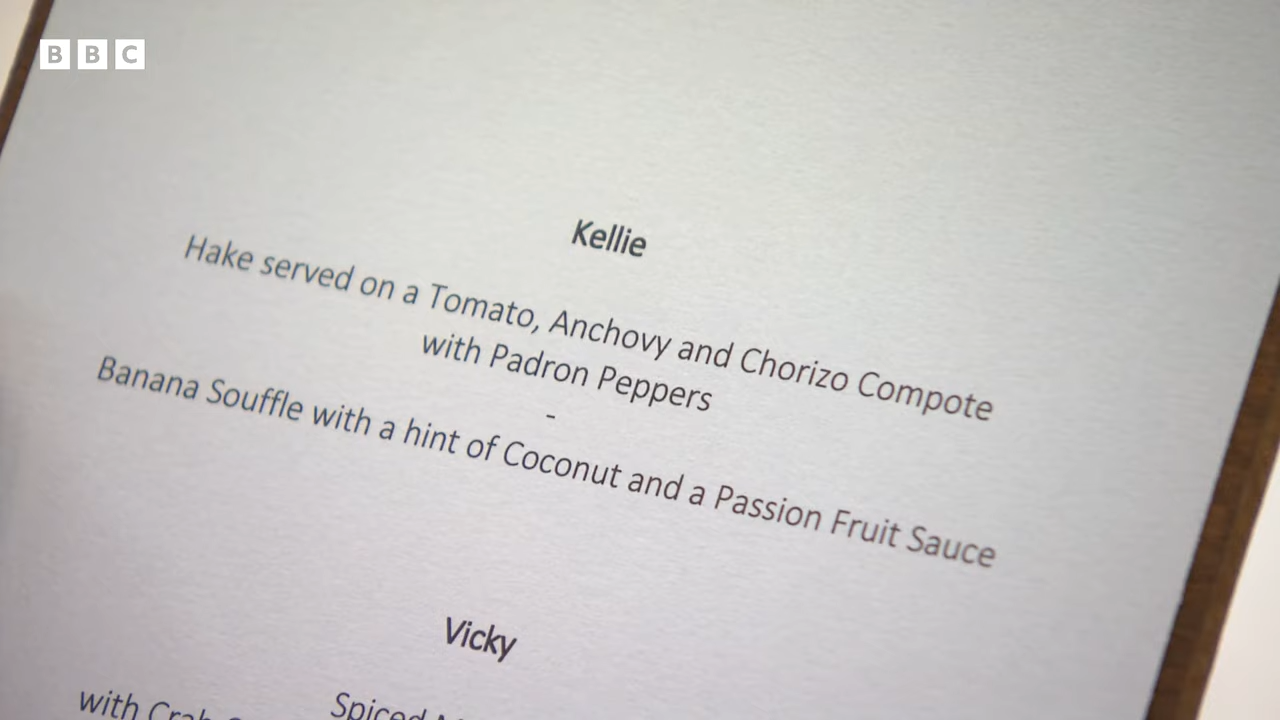 BBC
Kellie
Hake served on a Tomato, Anchovy and Chorizo Compote
with Padron Peppers
-
Banana Souffle with a hint of Coconut and a Passion Fruit Sauce
Vicky
Spiced
with Crab